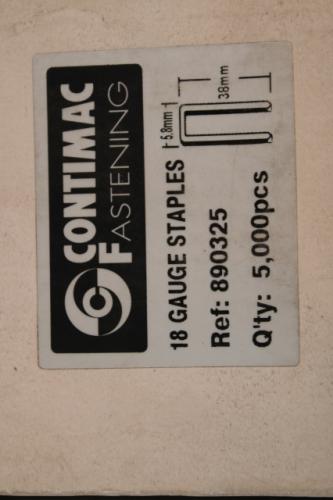 CONTIMAC
FASTENING
5.8mm
38mm
18 GAUGE STAPLES
Ref: 890325
Q'ty: 5,000pcs